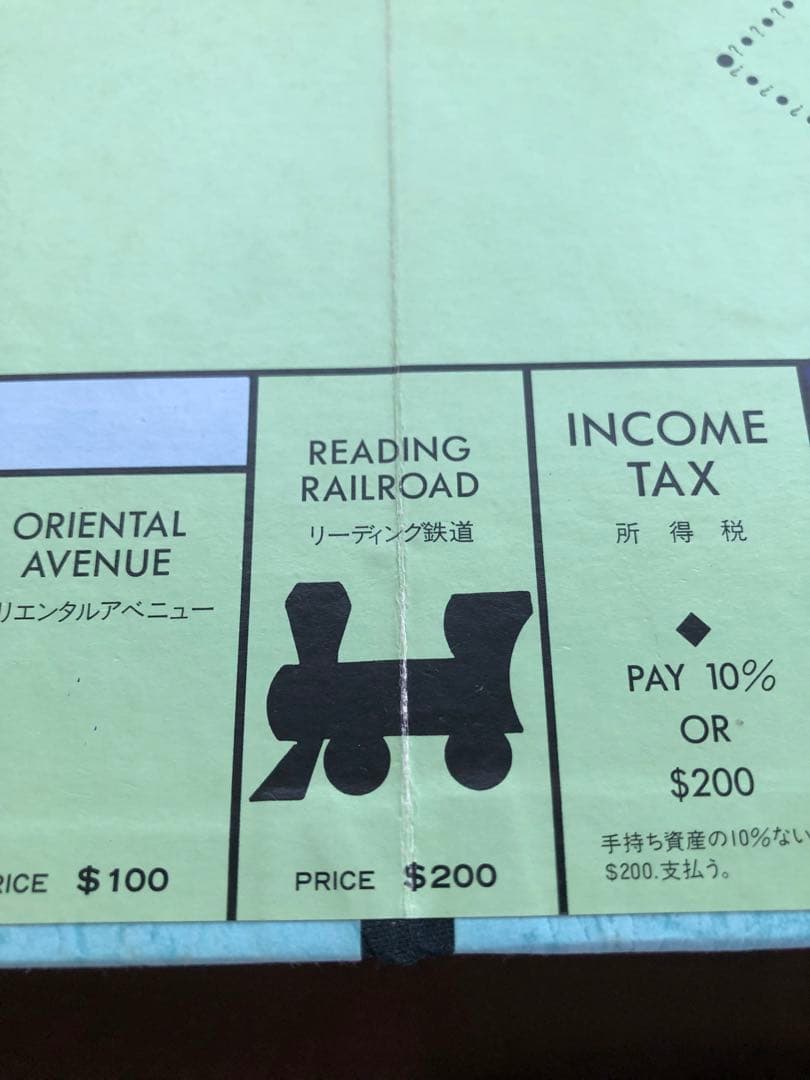 ORIENTAL
AVENUE
リエンタルアベニュー
RICE $100
READING
RAILROAD
リーディング鉄道
PRICE $200
INCOME
TAX
所得税
PAY 10%
OR
$200
手持ち資産の10%ない
$200.支払う。